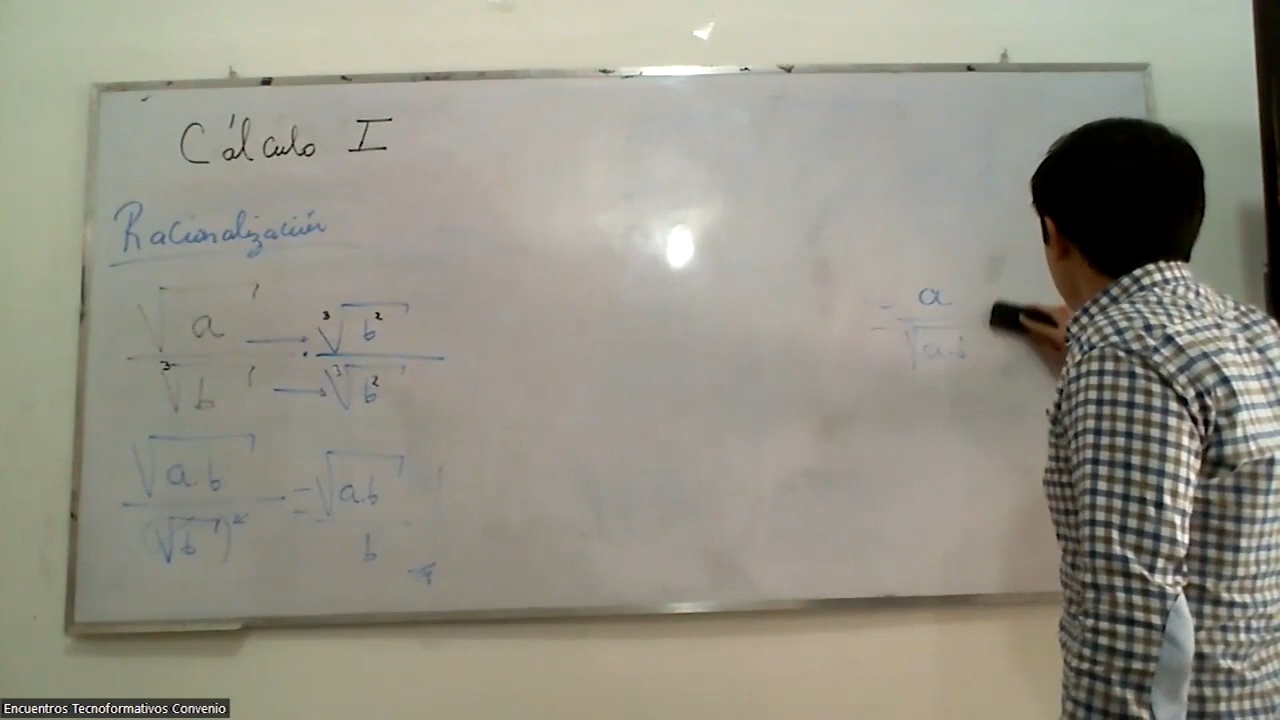 Cálculo I
Racionalización
√a → · ∛b²
∛b → ∛b²
√a.b / (√b)² = √a.b / b
= a / √a.b
Encuentros Tecnoformativos Convenio